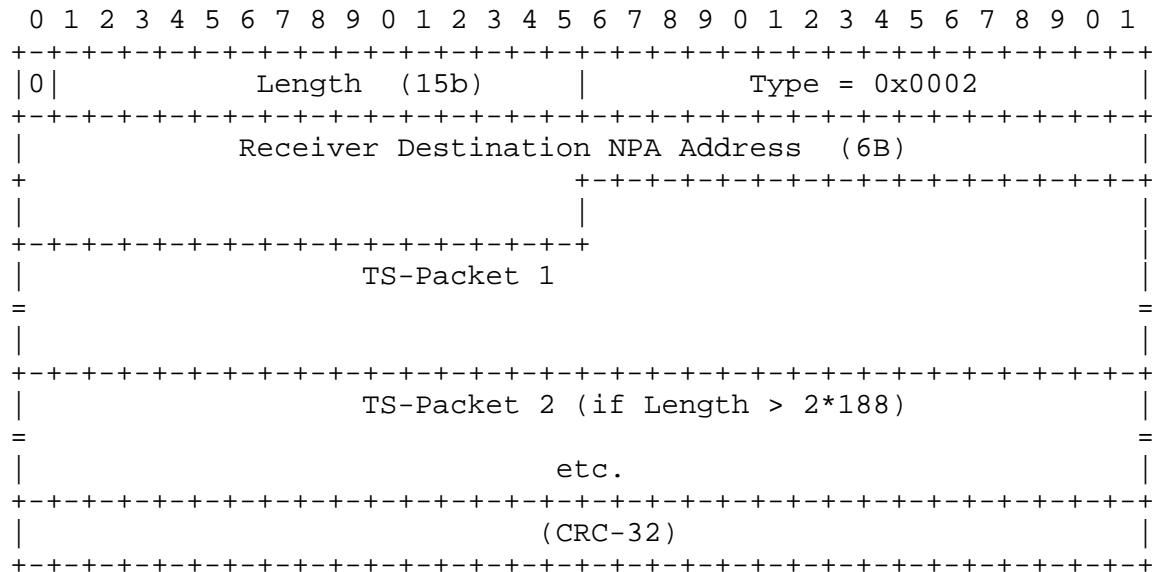 0 1 2 3 4 5 6 7 8 9 0 1 2 3 4 5 6 7 8 9 0 1 2 3 4 5 6 7 8 9 0 1
+-+-+-+-+-+-+-+-+-+-+-+-+-+-+-+-+-+-+-+-+-+-+-+-+-+-+-+-+-+-+-+-+
|0|           Length  (15b)     |         Type = 0x0002         |
+-+-+-+-+-+-+-+-+-+-+-+-+-+-+-+-+-+-+-+-+-+-+-+-+-+-+-+-+-+-+-+-+
|            Receiver Destination NPA Address  (6B)             |
+                               +-+-+-+-+-+-+-+-+-+-+-+-+-+-+-+-+
|                               |                               |
+-+-+-+-+-+-+-+-+-+-+-+-+-+-+-+-+                               |
|                   TS-Packet 1                                 |
=                                                               =
|                                                               |
+-+-+-+-+-+-+-+-+-+-+-+-+-+-+-+-+-+-+-+-+-+-+-+-+-+-+-+-+-+-+-+-+
|                   TS-Packet 2 (if Length > 2*188)             |
=                                                               =
|                              etc.                             |
+-+-+-+-+-+-+-+-+-+-+-+-+-+-+-+-+-+-+-+-+-+-+-+-+-+-+-+-+-+-+-+-+
|                             (CRC-32)                          |
+-+-+-+-+-+-+-+-+-+-+-+-+-+-+-+-+-+-+-+-+-+-+-+-+-+-+-+-+-+-+-+-+